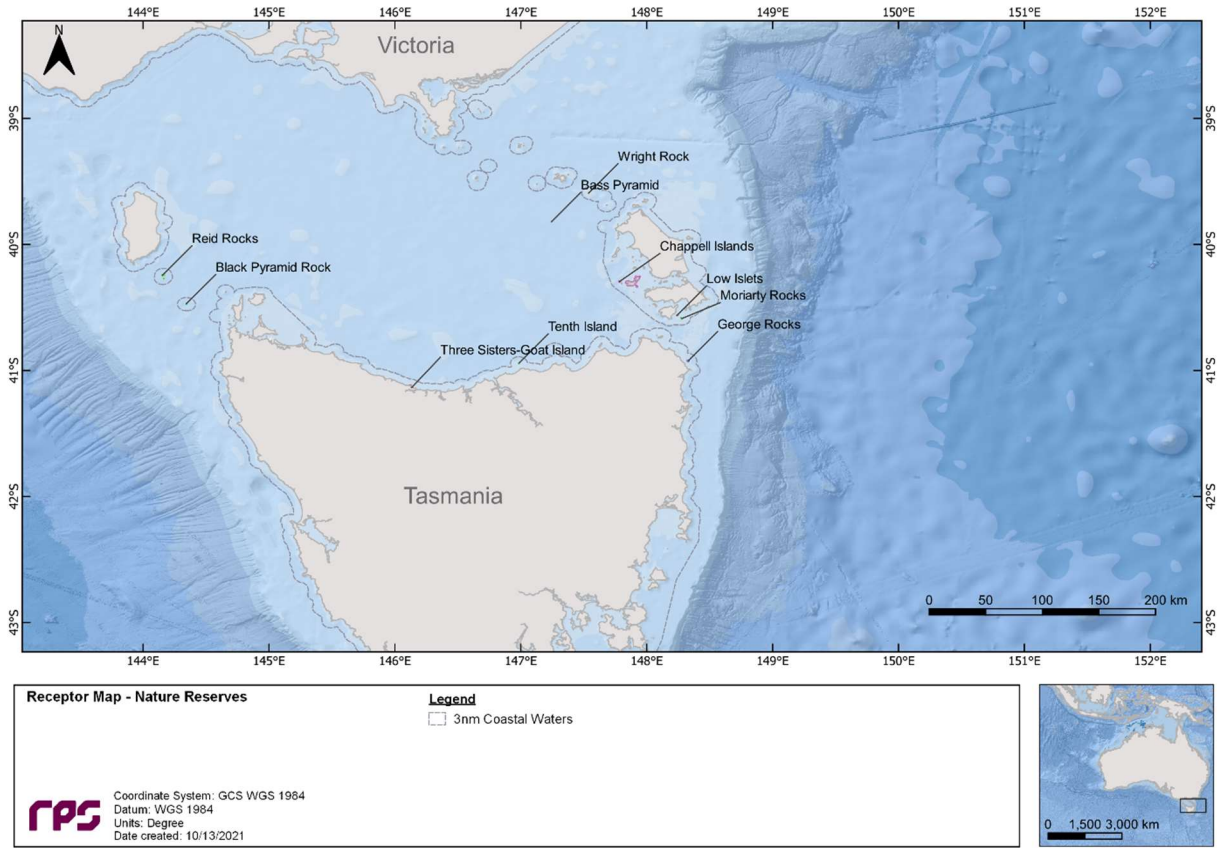 144°E 145°E 146°E 147°E 148°E 149°E 150°E 151°E 152°E
N
Victoria
39°S 39°S
Wright Rock
Bass Pyramid
40°S 40°S
Reid Rocks
Chappell Islands
Black Pyramid Rock
Low Islets
Moriarty Rocks
George Rocks
Tenth Island
Three Sisters-Goat Island
41°S 41°S
42°S 42°S
Tasmania
0 50 100 150 200 km
43°S 43°S
144°E 145°E 146°E 147°E 148°E 149°E 150°E 151°E 152°E
Receptor Map - Nature Reserves
Legend
3nm Coastal Waters
rps
Coordinate System: GCS WGS 1984
Datum: WGS 1984
Units: Degree
Date created: 10/13/2021
0 1,500 3,000 km